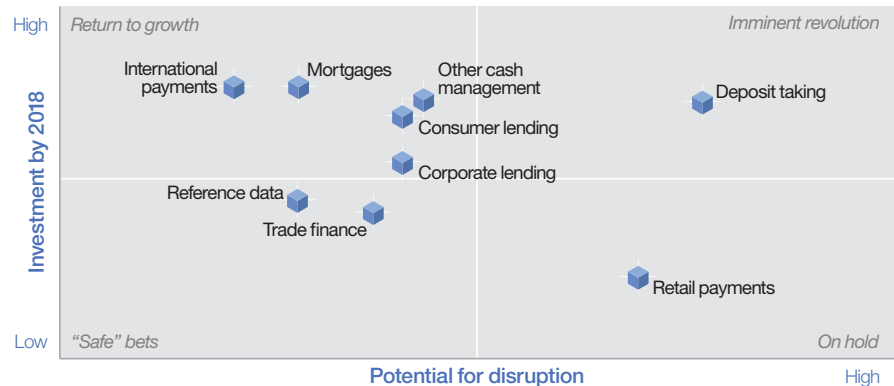 High
Return to growth
Imminent revolution
International
payments
Mortgages
Other cash
management
Deposit taking
Consumer lending
Corporate lending
Investment by 2018
Reference data
Trade finance
Retail payments
Low
“Safe” bets
On hold
Potential for disruption
High